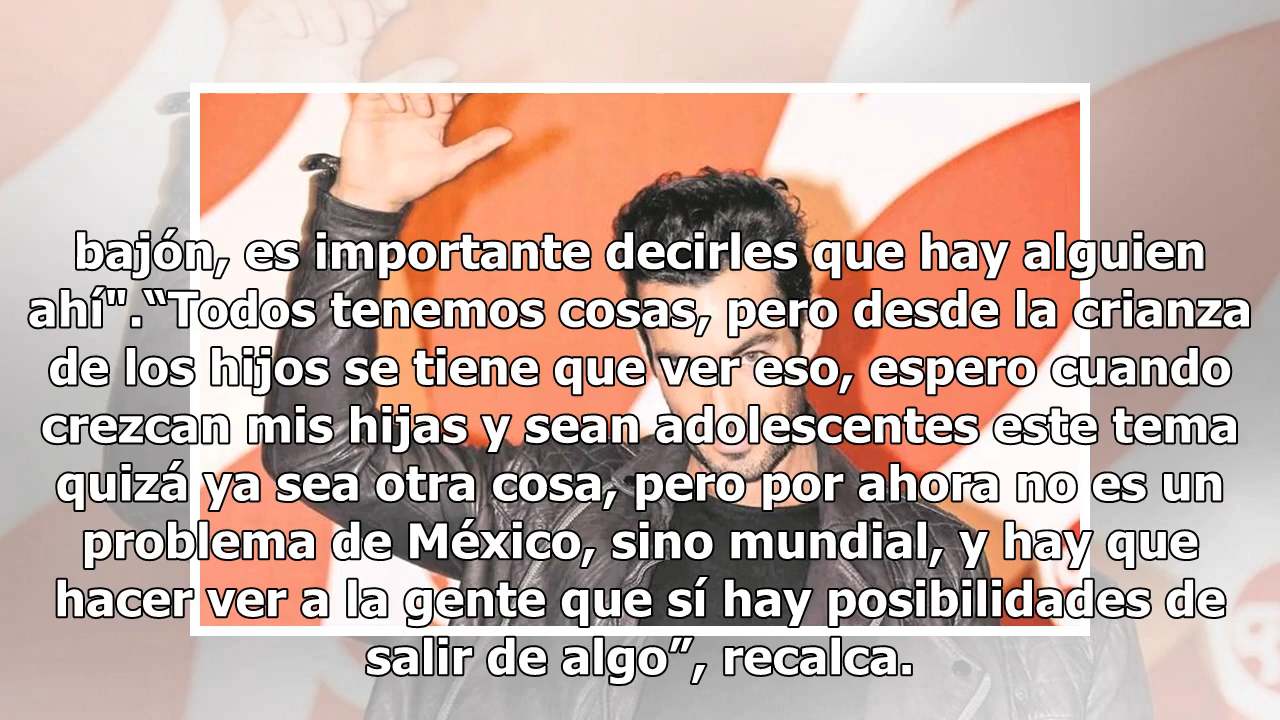 bajón, es importante decirles que hay alguien
ahí".“Todos tenemos cosas, pero desde la crianza
de los hijos se tiene que ver eso, espero cuando
crezcan mis hijas y sean adolescentes este tema
quizá ya sea otra cosa, pero por ahora no es un
problema de México, sino mundial, y hay que
hacer ver a la gente que sí hay posibilidades de
salir de algo”, recalca.